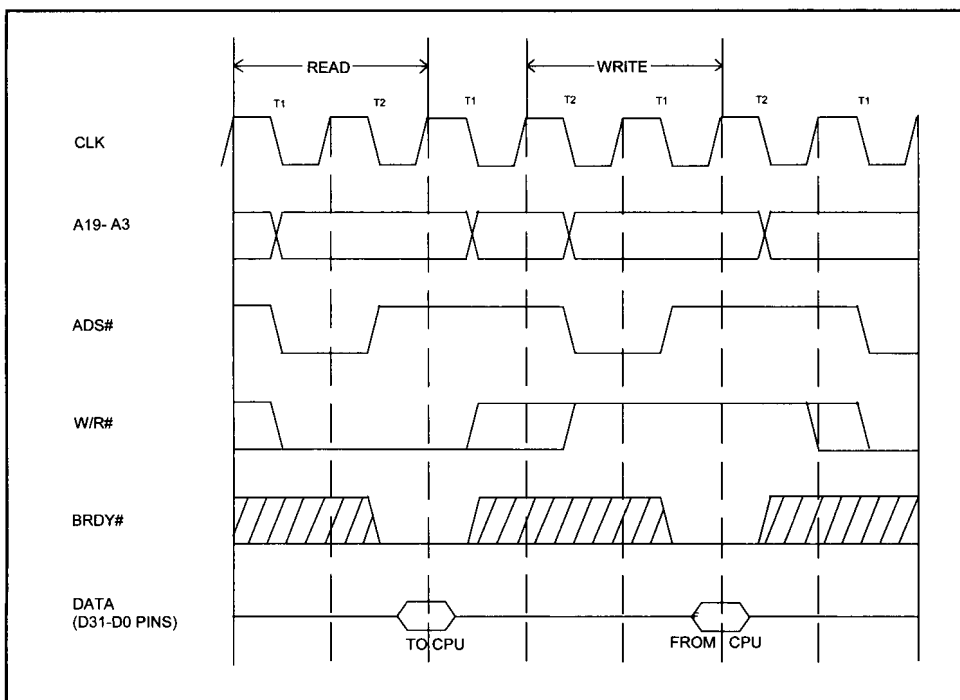 READ WRITE
T1 T2 T1 T2 T1 T2 T1
CLK
A19- A3
ADS#
W/R#
BRDY#
DATA
(D31-D0 PINS)
TO CPU FROM CPU